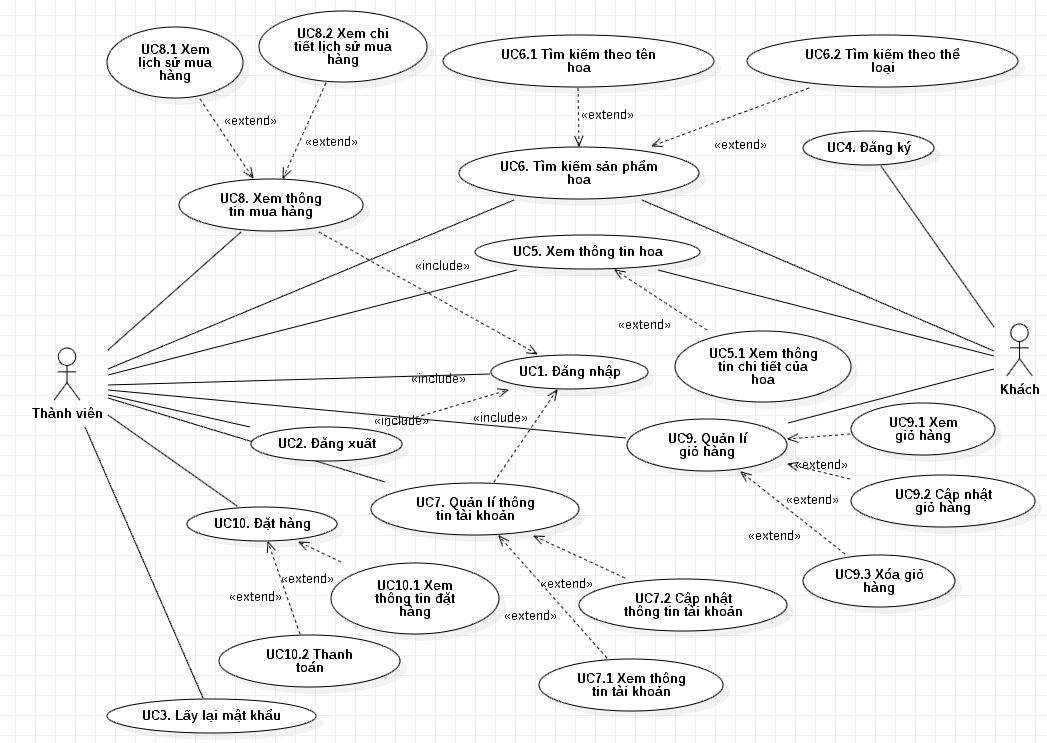 UC8.1 Xem
lịch sử mua
hàng
UC8.2 Xem chi
tiết lịch sử mua
hàng
UC6.1 Tìm kiếm theo tên
hoa
UC6.2 Tìm kiếm theo thể
loại
«extend»
«extend»
«extend»
«extend»
UC4. Đăng ký
UC6. Tìm kiếm sản phẩm
hoa
UC8. Xem thông
tin mua hàng
UC5. Xem thông tin hoa
«include»
«extend»
UC5.1 Xem thông
tin chi tiết của
hoa
UC1. Đăng nhập
«include»
Thành viên
Khách
«include»
«include»
UC2. Đăng xuất
UC9. Quản lí
giỏ hàng
UC9.1 Xem
giỏ hàng
«extend»
UC9.2 Cập nhật
giỏ hàng
«extend»
UC7. Quản lí thông
tin tài khoản
UC10. Đặt hàng
«extend»
UC9.3 Xóa giỏ
hàng
«extend»
UC10.1 Xem
thông tin đặt
hàng
«extend»
«extend»
UC7.2 Cập nhật
thông tin tài khoản
«extend»
UC10.2 Thanh
toán
UC7.1 Xem thông
tin tài khoản
UC3. Lấy lại mật khẩu